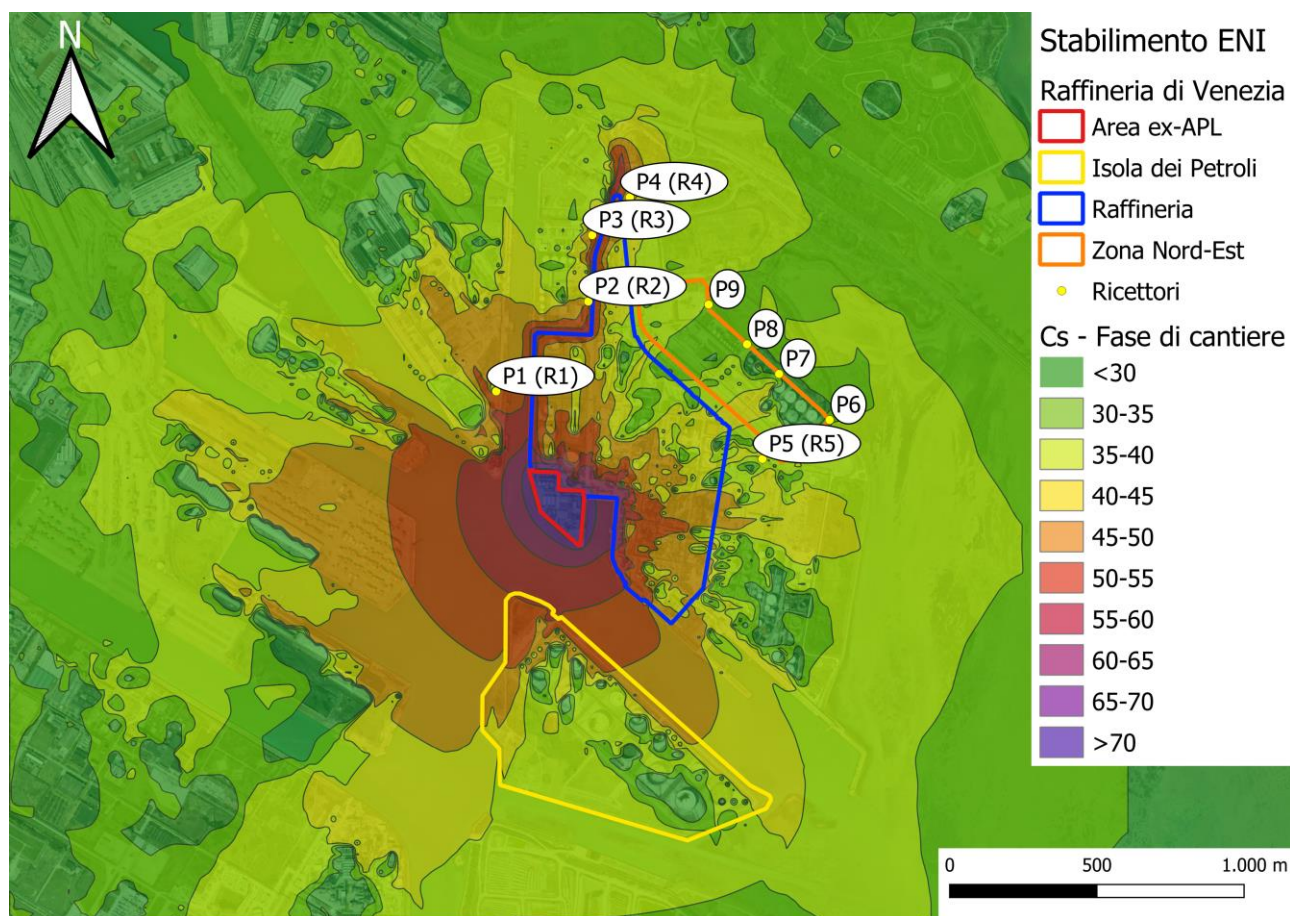 N
P4 (R4)
P3 (R3)
P2 (R2)
P9
P8
P7
P1 (R1)
P6
P5 (R5)
Stabilimento ENI
Raffineria di Venezia
Area ex-APL
Isola dei Petroli
Raffineria
Zona Nord-Est
Ricettori
Cs - Fase di cantiere
<30
30-35
35-40
40-45
45-50
50-55
55-60
60-65
65-70
>70
0 500 1.000 m